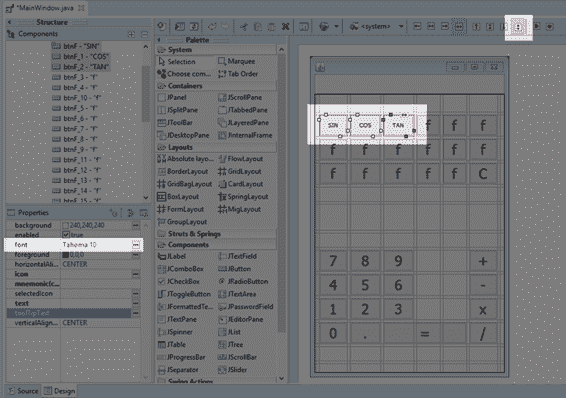 *MainWindow.java
Structure
Components
btnF - "SIN"
btnF_1 - "COS"
btnF_2 - "TAN"
btnF_3 - "f"
btnF_4 - "f"
btnF_10 - "f"
btnF_5 - "f"
btnF_6 - "f"
btnF_7 - "f"
btnF_8 - "f"
btnF_9 - "f"
btnF_11 - "f"
btnF_12 - "f"
btnF_13 - "f"
btnF_14 - "f"
btnF_15 - "f"
Properties
background 240,240,240
enabled true
font Tahoma 10
foreground 0,0,0
horizontalAli... CENTER
icon
mnemonic(c...
selectedIcon
text
toolTipText
verticalAlign... CENTER
Source Design
Palette
System
Selection Marquee
Choose com... Tab Order
Containers
JPanel JScrollPane
JSplitPane JTabbedPane
JToolBar JLayeredPane
JDesktopPane JInternalFrame
Layouts
Absolute layo... FlowLayout
BorderLayout GridLayout
GridBagLayout CardLayout
BoxLayout SpringLayout
FormLayout MigLayout
GroupLayout
Struts & Springs
Components
JLabel JTextField
JComboBox JButton
JCheckBox JRadioButton
JToggleButton JTextArea
JFormattedTe... JPasswordField
JTextPane JEditorPane
JSpinner JList
JTable JTree
JProgressBar JScrollBar
JSeparator JSlider
Swing Actions
<system>
SIN COS TAN f f f
f f f f f f
f f f f f C
7 8 9 +
4 5 6 -
1 2 3 x
0 . = /